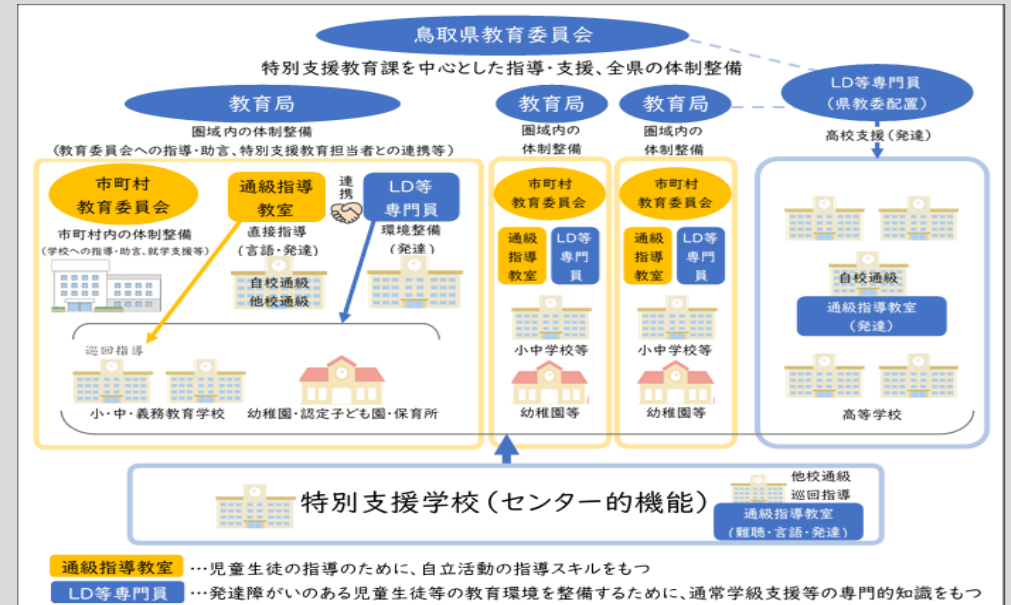 鳥取県教育委員会
特別支援教育課を中心とした指導・支援、全県の体制整備
LD等専門員
(県教委配置)
高校支援(発達)
教育局
圏域内の体制整備
(教育委員会への指導・助言、特別支援教育担当者との連携等)
市町村
教育委員会
市町村内の体制整備
(学校への指導・助言、就学支援等)
通級指導
教室
直接指導
(言語・発達)
自校通級
他校通級
連携
LD等
専門員
環境整備
(発達)
巡回指導
小・中・義務教育学校
幼稚園・認定子ども園・保育所
教育局
圏域内の
体制整備
市町村
教育委員会
通級
指導
教室
LD等
専門
員
小中学校等
幼稚園等
教育局
圏域内の
体制整備
市町村
教育委員会
通級
指導
教室
LD等
専門
員
小中学校等
幼稚園等
自校通級
通級指導教室
(発達)
高等学校
特別支援学校(センター的機能)
他校通級
巡回指導
通級指導教室
(難聴・言語・発達)
通級指導教室 …児童生徒の指導のために、自立活動の指導スキルをもつ
LD等専門員 …発達障がいのある児童生徒等の教育環境を整備するために、通常学級支援等の専門的知識をもつ